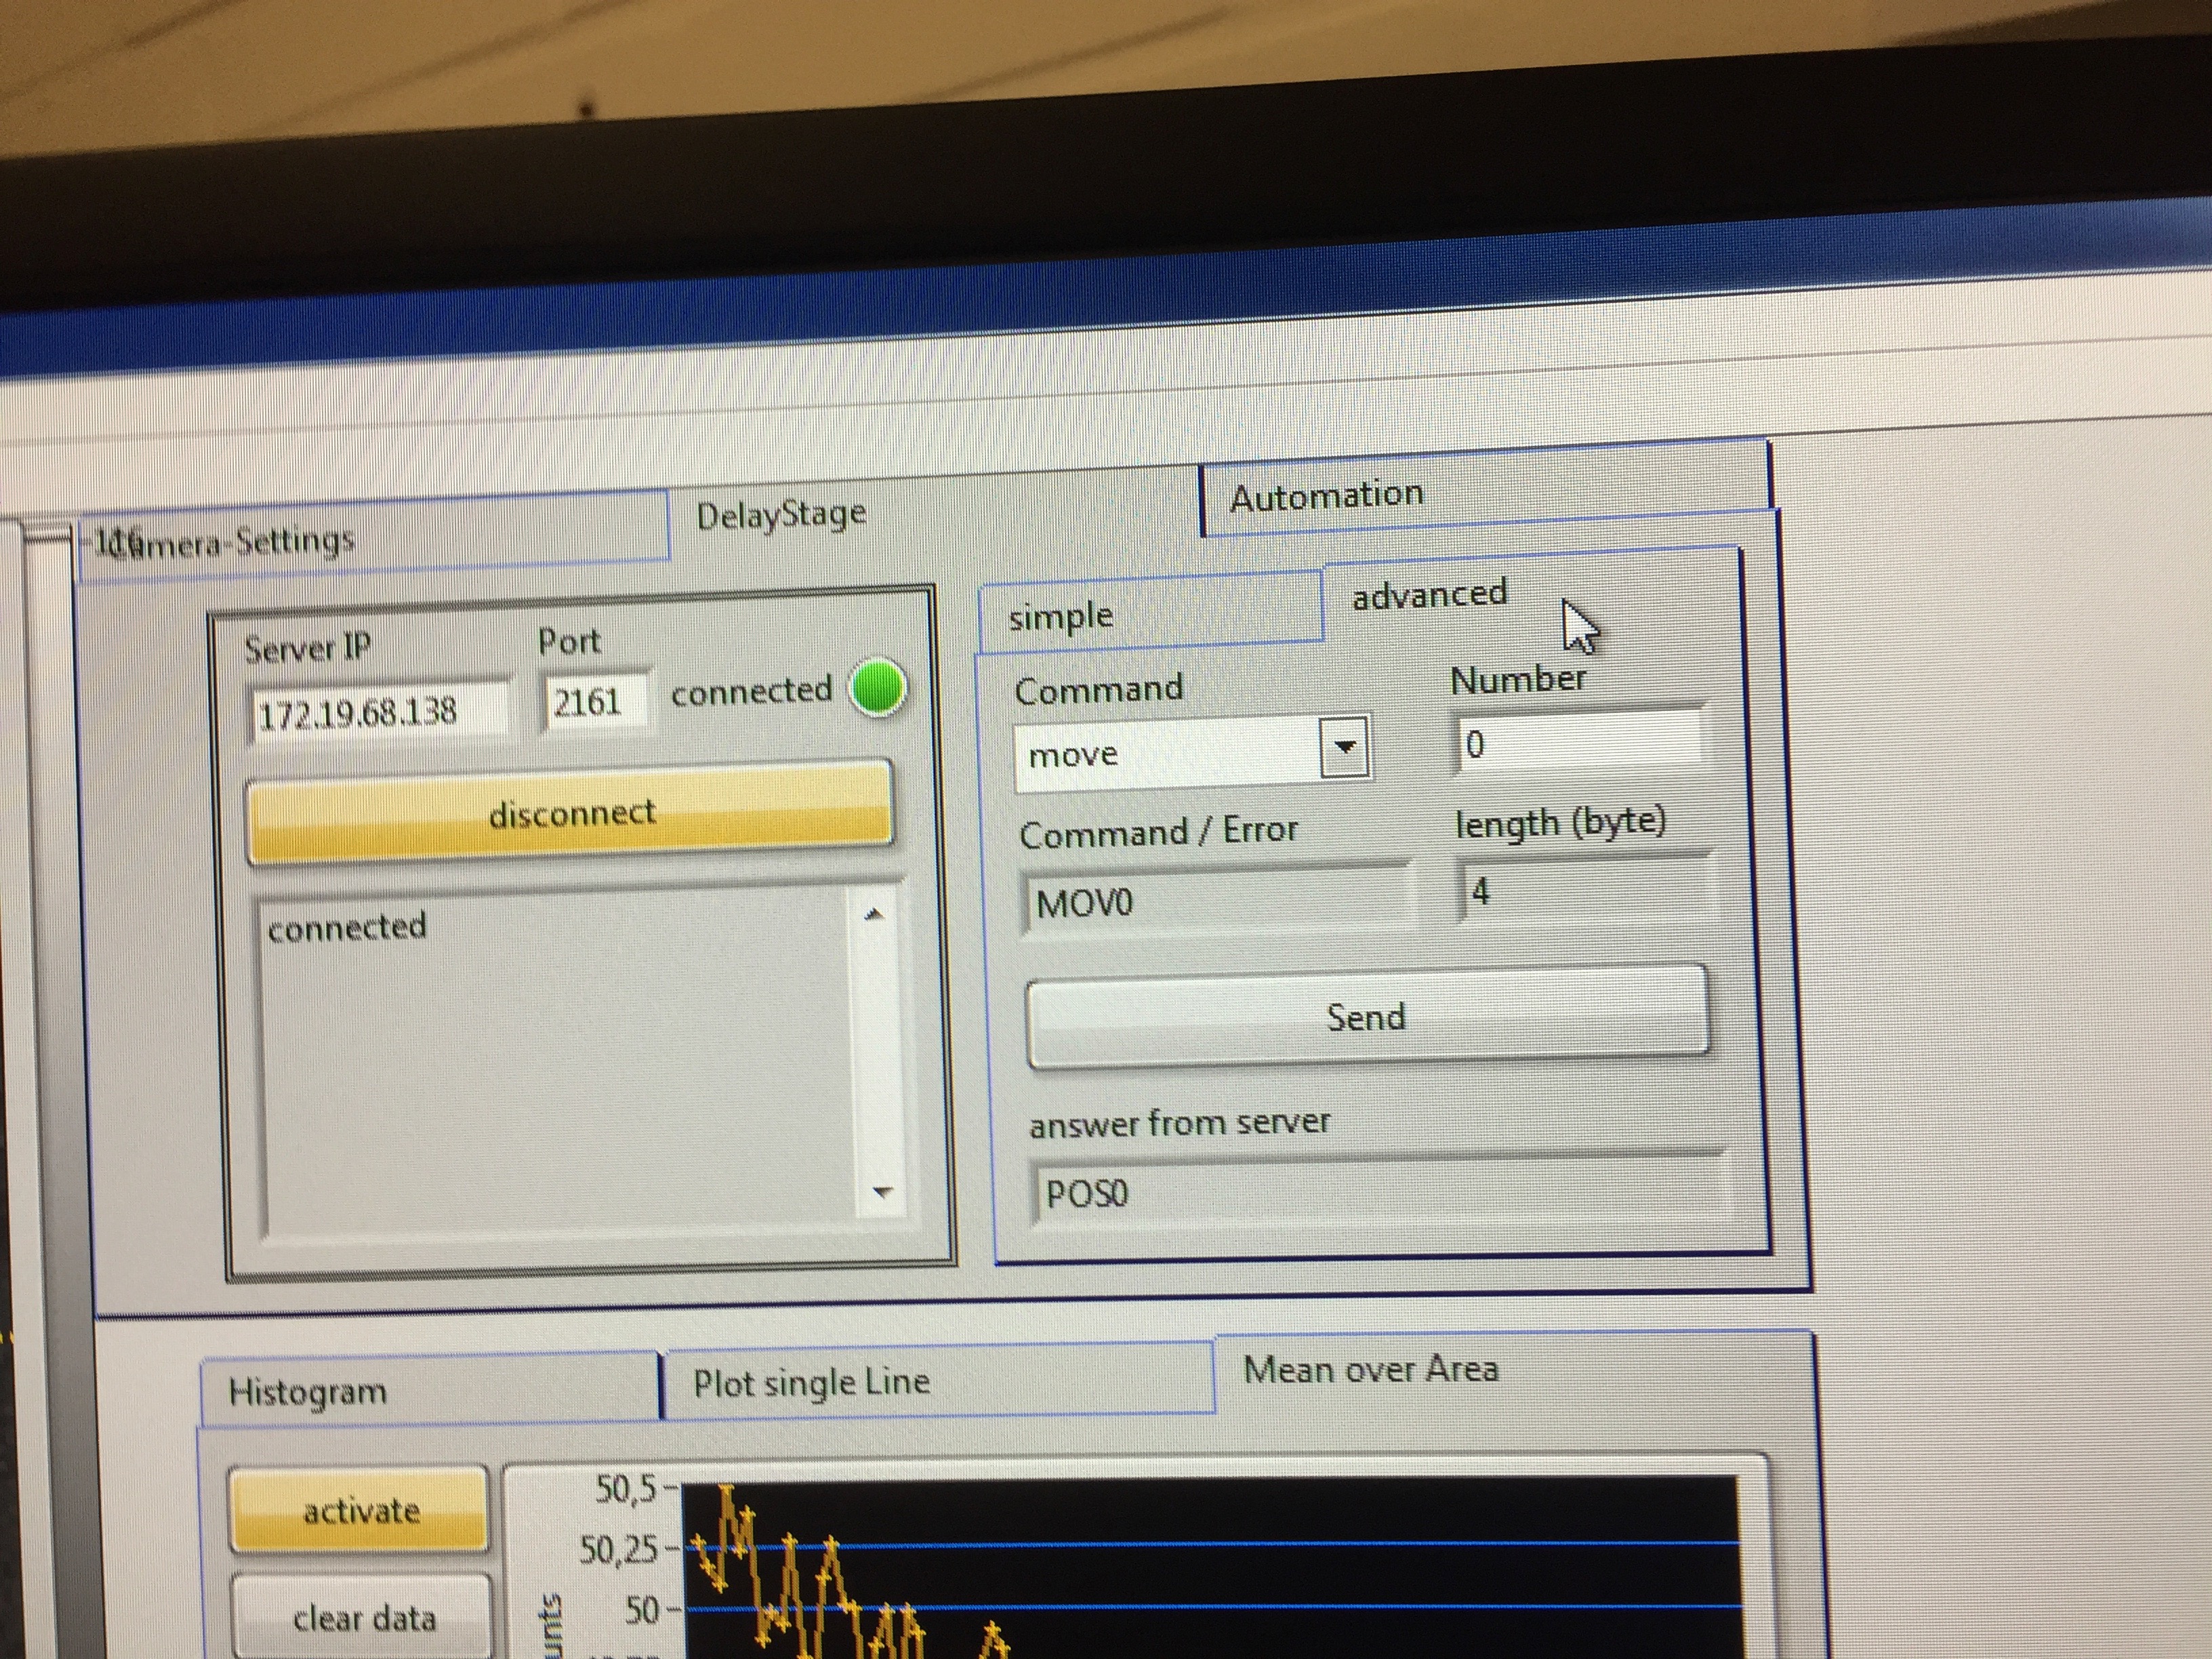 Camera-Settings
DelayStage
Automation
Server IP
Port
172.19.68.138
2161
connected
disconnect
connected
simple
advanced
Command
Number
move
0
Command / Error
length (byte)
MOV0
4
Send
answer from server
POS0
Histogram
Plot single Line
Mean over Area
activate
clear data
50,5
50,25
50